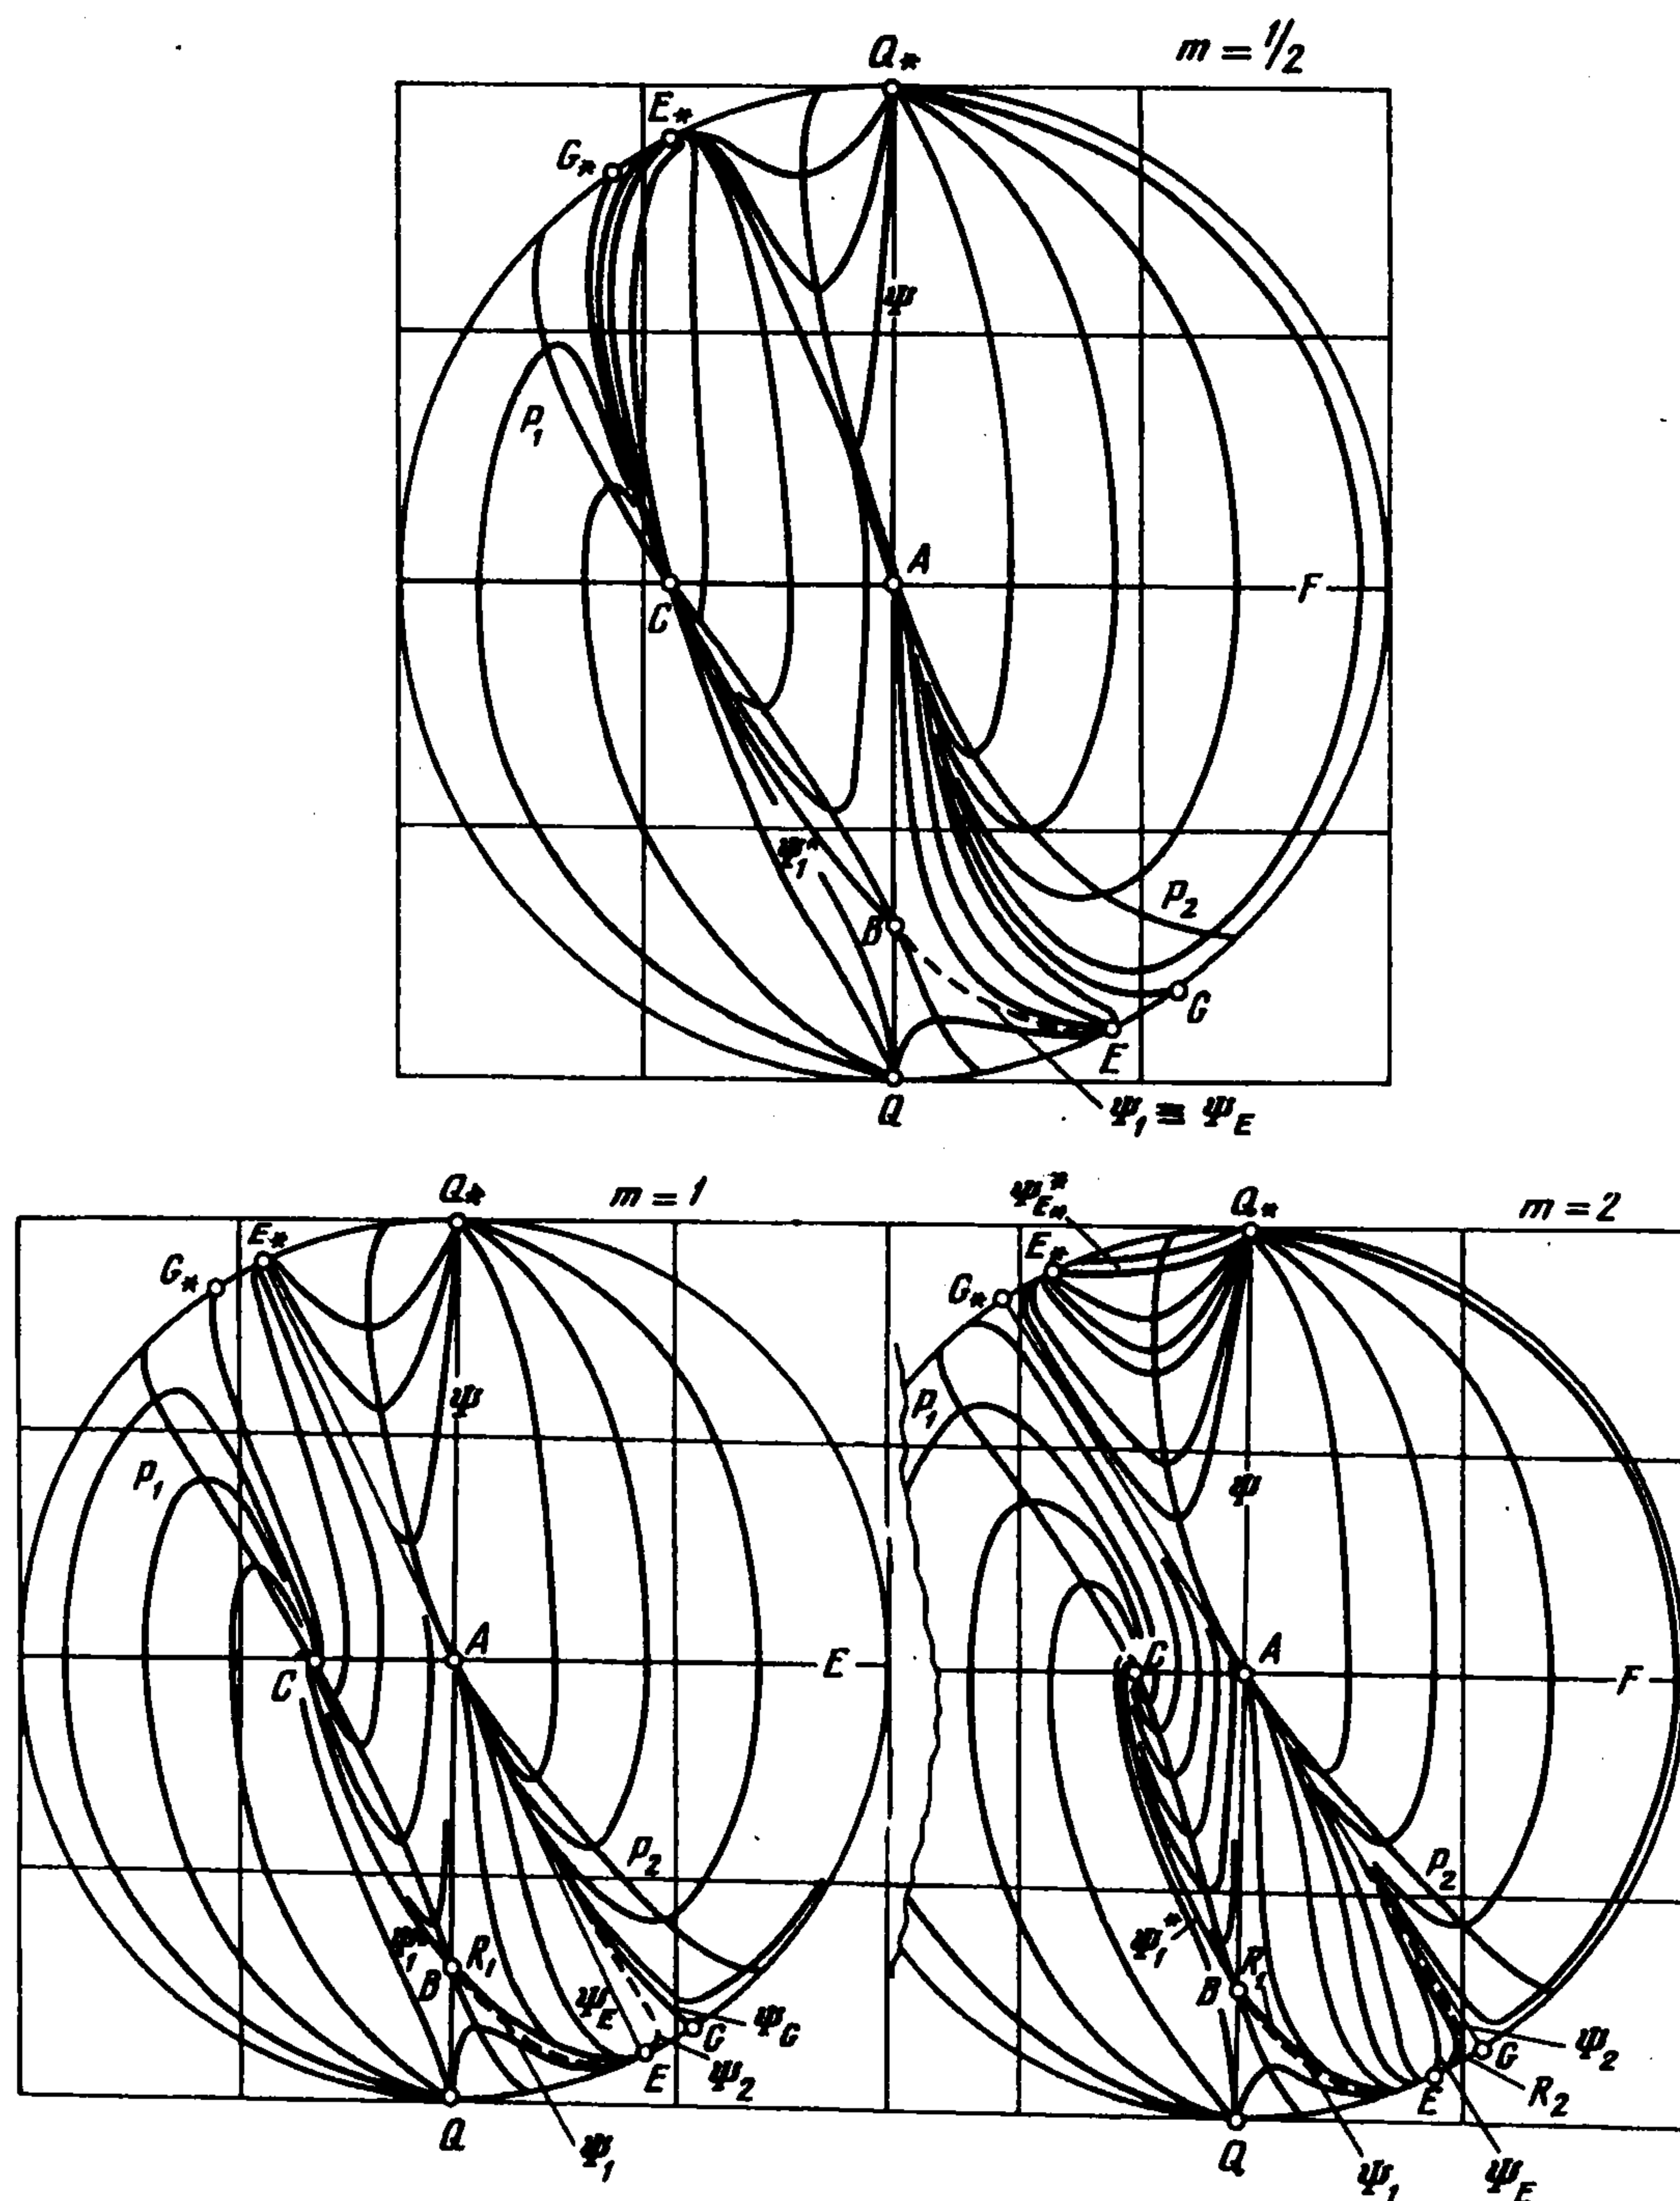 Q* m = 1/2
E*
G*
Ψ
P1
A
F
C
Ψ1*
P2
B
G
E
Q
Ψ1 ≡ ΨE
Q* m = 1
E*
G*
Ψ
P1
A
E
C
P2
Ψ1*
R1
B
ΨE
ΨG
G
E
Ψ2
Q
Ψ1
ΨE** Q* m = 2
E*
G*
P1
Ψ
C
A
F
P2
Ψ1*
R1
B
Ψ2
G
E
R2
Q
Ψ1
ΨE